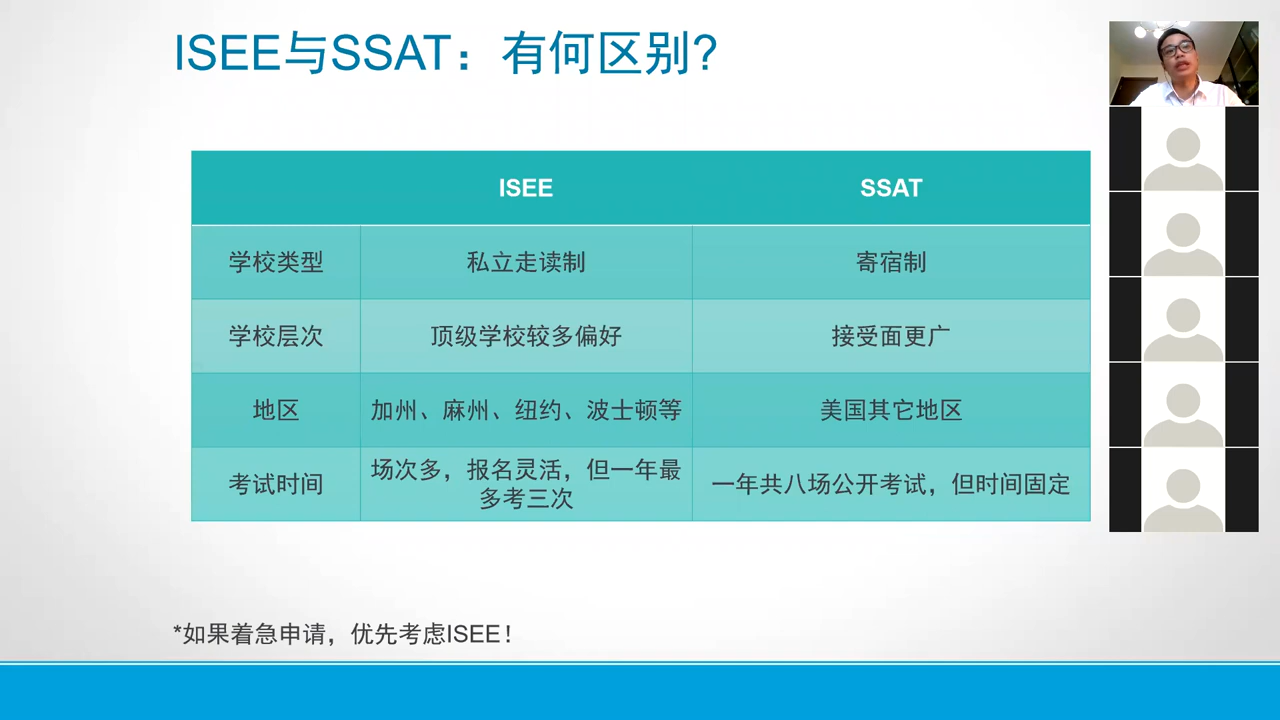 ISEE与SSAT：有何区别?
ISEE
SSAT
学校类型
私立走读制
寄宿制
学校层次
顶级学校较多偏好
接受面更广
地区
加州、麻州、纽约、波士顿等
美国其它地区
考试时间
场次多，报名灵活，但一年最
多考三次
一年共八场公开考试，但时间固定
*如果着急申请，优先考虑ISEE！